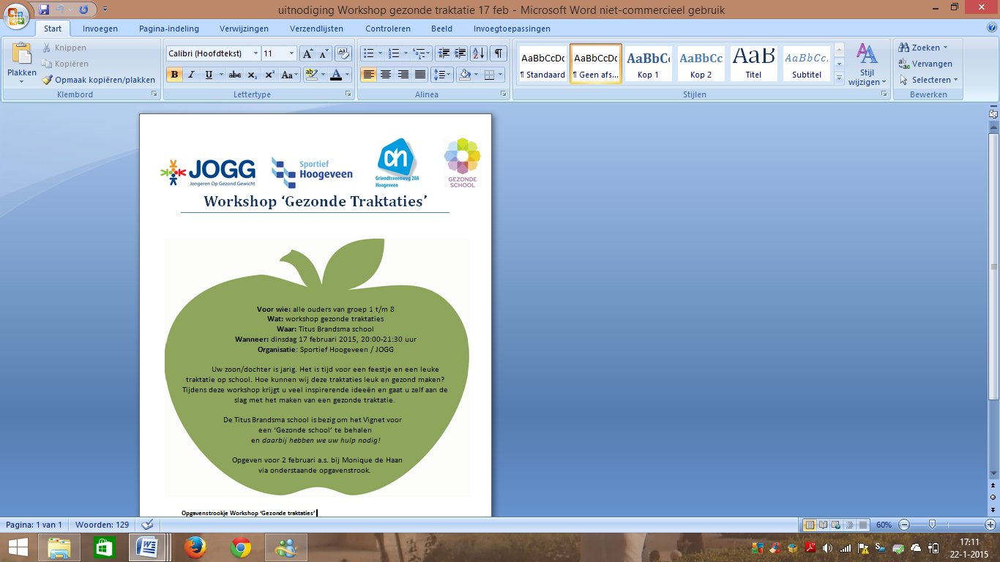 uitnodiging Workshop gezonde traktatie 17 feb - Microsoft Word niet-commercieel gebruik
Start Invoegen Pagina-indeling Verwijzingen Verzendlijsten Controleren Beeld Invoegtoepassingen
Plakken
Knippen
Kopiëren
Opmaak kopiëren/plakken
Klembord
Calibri (Hoofdtekst) 11
B I U abc x₂ x² Aa
Lettertype
Alinea
AaBbCcDc AaBbCcDc AaBbCc AaBbCc AaB AaBbCc.
¶ Standaard ¶ Geen afs... Kop 1 Kop 2 Titel Subtitel
Stijl
wijzigen
Stijlen
Zoeken
Vervangen
Selecteren
Bewerken
JOGG
Jongeren Op Gezond Gewicht
Sportief
Hoogeveen
ah
Griendtsveenweg 20A
Hoogeveen
GEZONDE
SCHOOL
Workshop ‘Gezonde Traktaties’
Voor wie: alle ouders van groep 1 t/m 8
Wat: workshop gezonde traktaties
Waar: Titus Brandsma school
Wanneer: dinsdag 17 februari 2015, 20:00-21:30 uur
Organisatie: Sportief Hoogeveen / JOGG
Uw zoon/dochter is jarig. Het is tijd voor een feestje en een leuke
traktatie op school. Hoe kunnen wij deze traktaties leuk en gezond maken?
Tijdens deze workshop krijgt u veel inspirerende ideeën en gaat u zelf aan de
slag met het maken van een gezonde traktatie.
De Titus Brandsma school is bezig om het Vignet voor
een ‘Gezonde school’ te behalen
en daarbij hebben we uw hulp nodig!
Opgeven voor 2 februari a.s. bij Monique de Haan
via onderstaande opgavenstrook.
Opgavenstrookje Workshop ‘Gezonde traktaties’
Pagina: 1 van 1 Woorden: 129 60%
17:11
22-1-2015